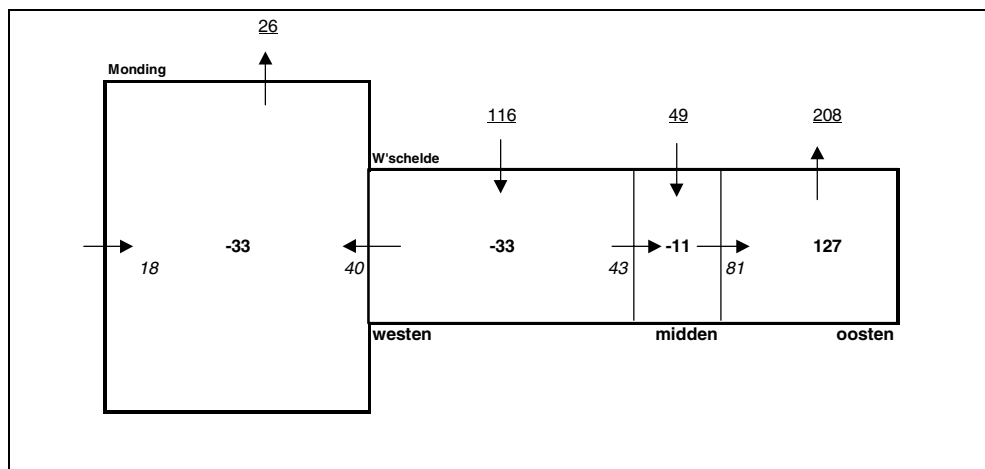 26
Monding
116 49 208
W'schelde
-33 -33 -11 127
18 40 43 81
westen midden oosten